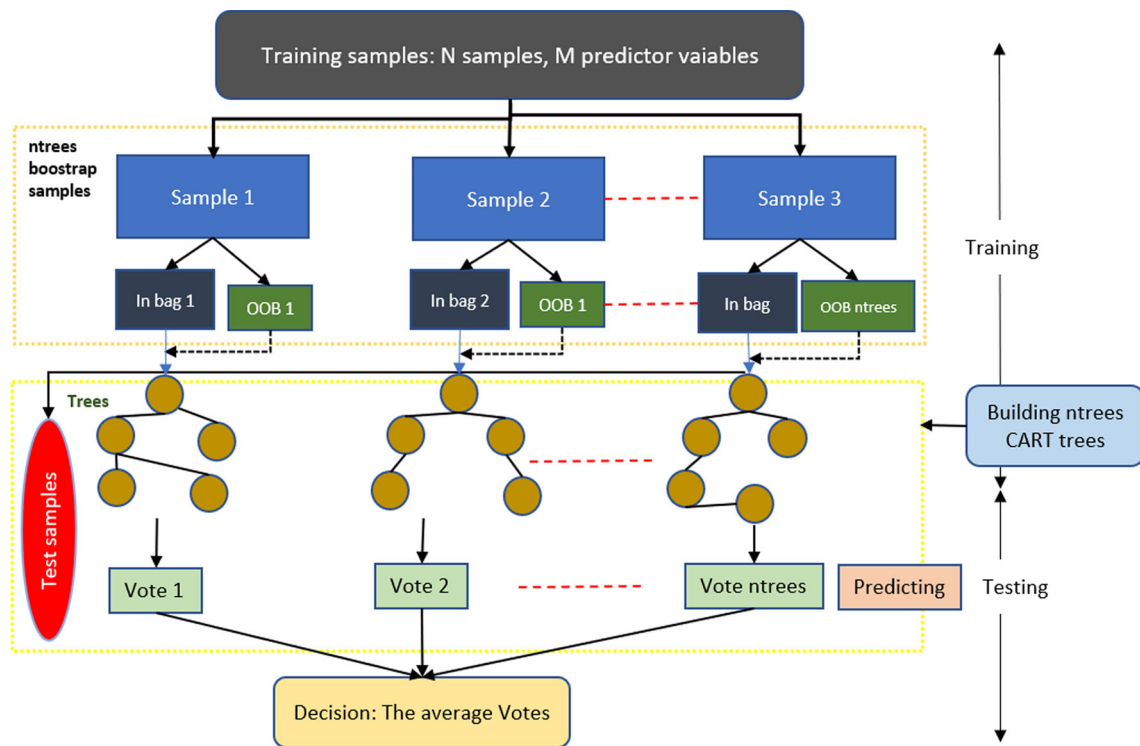 Training samples: N samples, M predictor vaiables
ntrees
boostrap
samples
Sample 1
Sample 2
Sample 3
Training
In bag 1
OOB 1
In bag 2
OOB 1
In bag
OOB ntrees
Trees
Building ntrees
CART trees
Test samples
Vote 1
Vote 2
Vote ntrees
Predicting
Testing
Decision: The average Votes